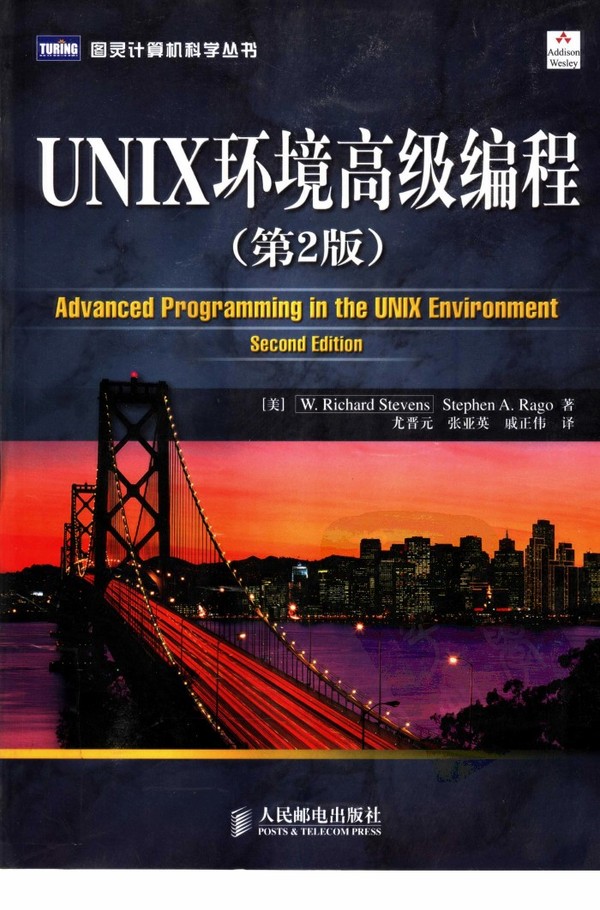 TURING 图灵计算机科学丛书
Addison
Wesley
UNIX环境高级编程
（第2版）
Advanced Programming in the UNIX Environment
Second Edition
[美] W. Richard Stevens Stephen A. Rago 著
尤晋元 张亚英 戚正伟 译
人民邮电出版社
POSTS & TELECOM PRESS